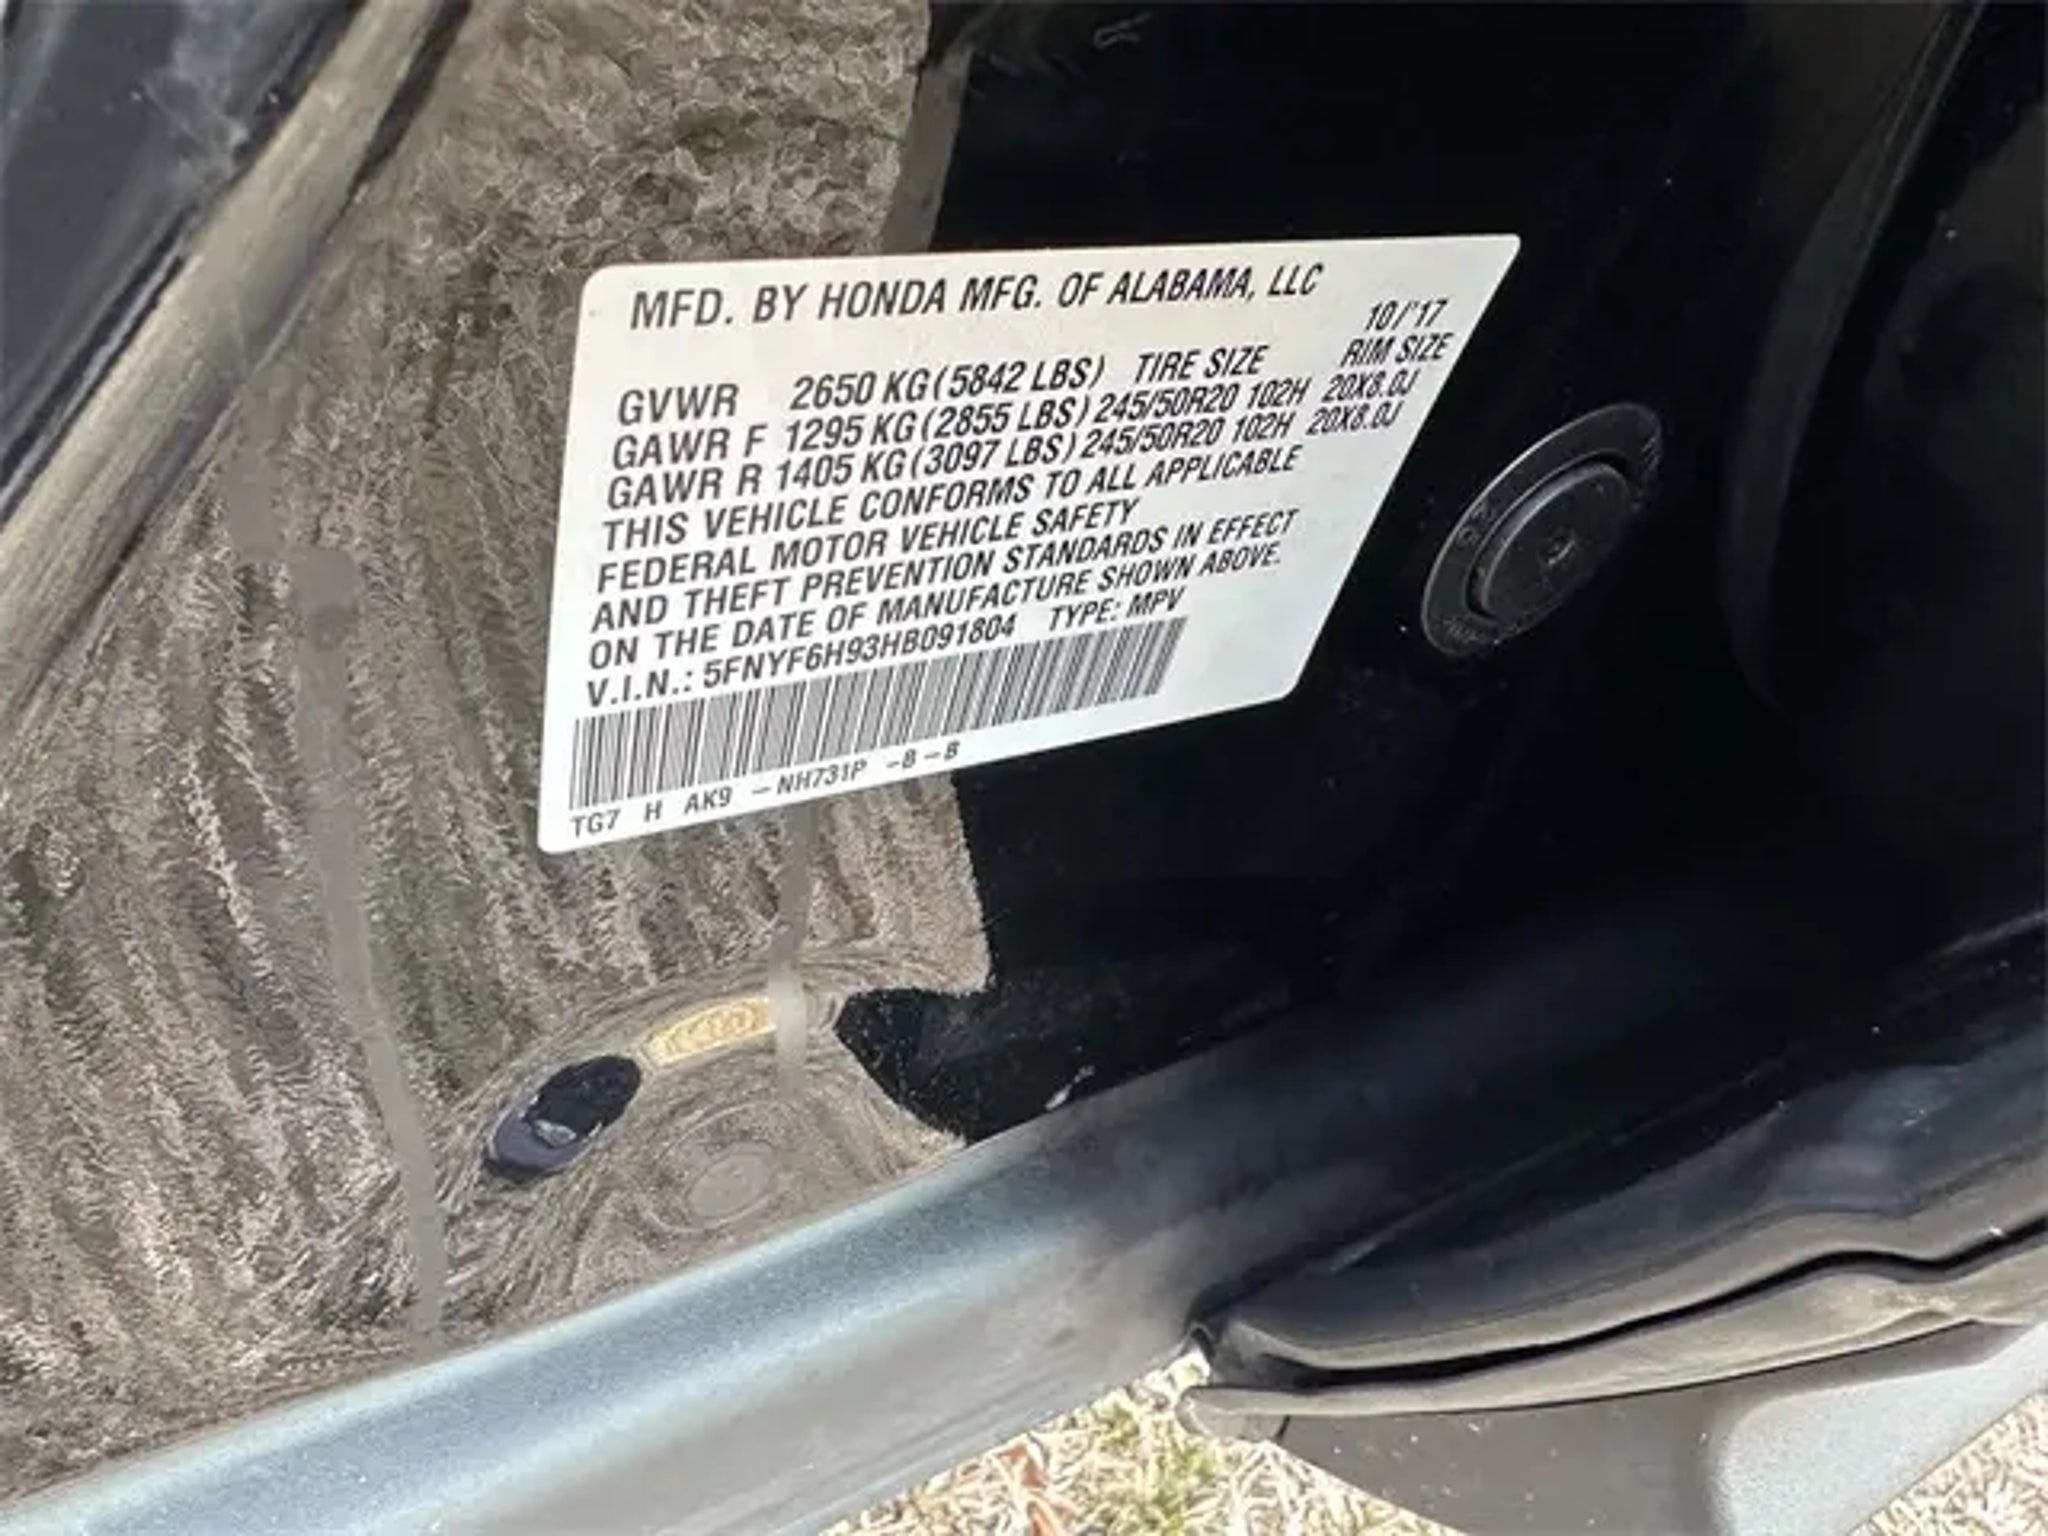 MFD. BY HONDA MFG. OF ALABAMA, LLC
10/'17
GVWR 2650 KG (5842 LBS) TIRE SIZE RIM SIZE
GAWR F 1295 KG (2855 LBS) 245/50R20 102H 20X8.0J
GAWR R 1405 KG (3097 LBS) 245/50R20 102H 20X8.0J
THIS VEHICLE CONFORMS TO ALL APPLICABLE
FEDERAL MOTOR VEHICLE SAFETY
AND THEFT PREVENTION STANDARDS IN EFFECT
ON THE DATE OF MANUFACTURE SHOWN ABOVE.
V.I.N.: 5FNYF6H93HB091804 TYPE: MPV
TG7 H AK9 -NH731P -B-B